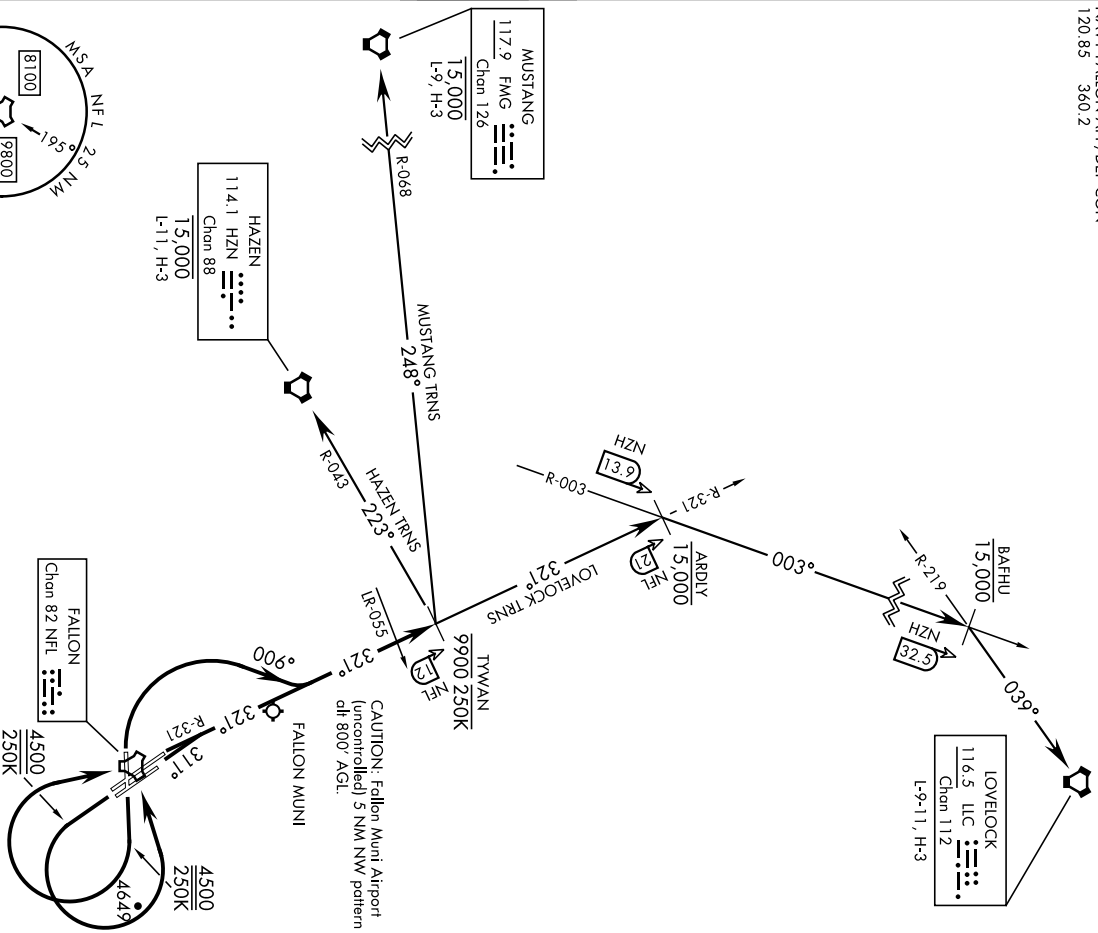 120.85 360.2
MUSTANG
117.9 FMG
Chan 126
15,000
L-9, H-3
MSA NFL 25 NM
8100
195°
9800
R-068
HAZEN
114.1 HZN
Chan 88
15,000
L-11, H-3
MUSTANG TRNS
248°
R-043
HAZEN TRNS
223°
HZN
13.9
R-003
R-321
ARDLY
15,000
NFL
21
LOVELOCK TRNS
321°
003°
BAFHU
15,000
R-219
HZN
32.5
039°
LOVELOCK
116.5 LLC
Chan 112
L-9-11, H-3
TYWAN
9900 250K
NFL
12
LR-055
321°
006°
321°
R-321
311°
FALLON MUNI
CAUTION: Fallon Muni Airport
(uncontrolled) 5 NM NW pattern
alt 800' AGL.
FALLON
Chan 82 NFL
4500
250K
4500
250K
4649